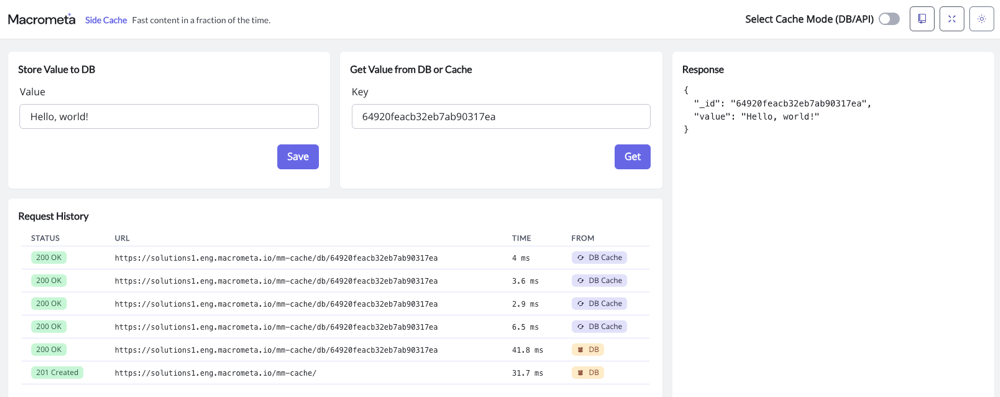 Macrometa Side Cache Fast content in a fraction of the time. Select Cache Mode (DB/API)
Store Value to DB
Value
Hello, world!
Save
Get Value from DB or Cache
Key
64920feacb32eb7ab90317ea
Get
Response
{
"_id": "64920feacb32eb7ab90317ea",
"value": "Hello, world!"
}
Request History
STATUS URL TIME FROM
200 OK https://solutions1.eng.macrometa.io/mm-cache/db/64920feacb32eb7ab90317ea 4 ms DB Cache
200 OK https://solutions1.eng.macrometa.io/mm-cache/db/64920feacb32eb7ab90317ea 3.6 ms DB Cache
200 OK https://solutions1.eng.macrometa.io/mm-cache/db/64920feacb32eb7ab90317ea 2.9 ms DB Cache
200 OK https://solutions1.eng.macrometa.io/mm-cache/db/64920feacb32eb7ab90317ea 6.5 ms DB Cache
200 OK https://solutions1.eng.macrometa.io/mm-cache/db/64920feacb32eb7ab90317ea 41.8 ms DB
201 Created https://solutions1.eng.macrometa.io/mm-cache/ 31.7 ms DB